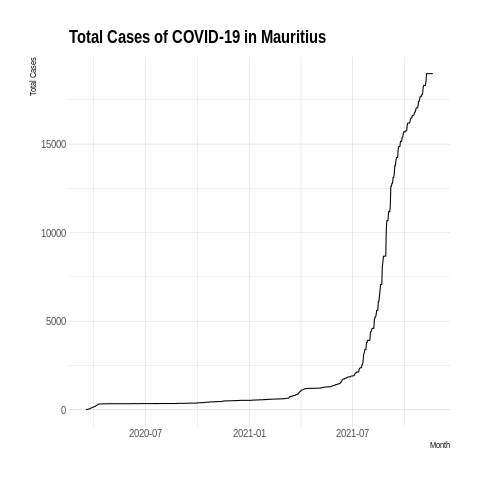 Total Cases of COVID-19 in Mauritius
Total Cases
15000
10000
5000
0
2020-07
2021-01
2021-07
Month